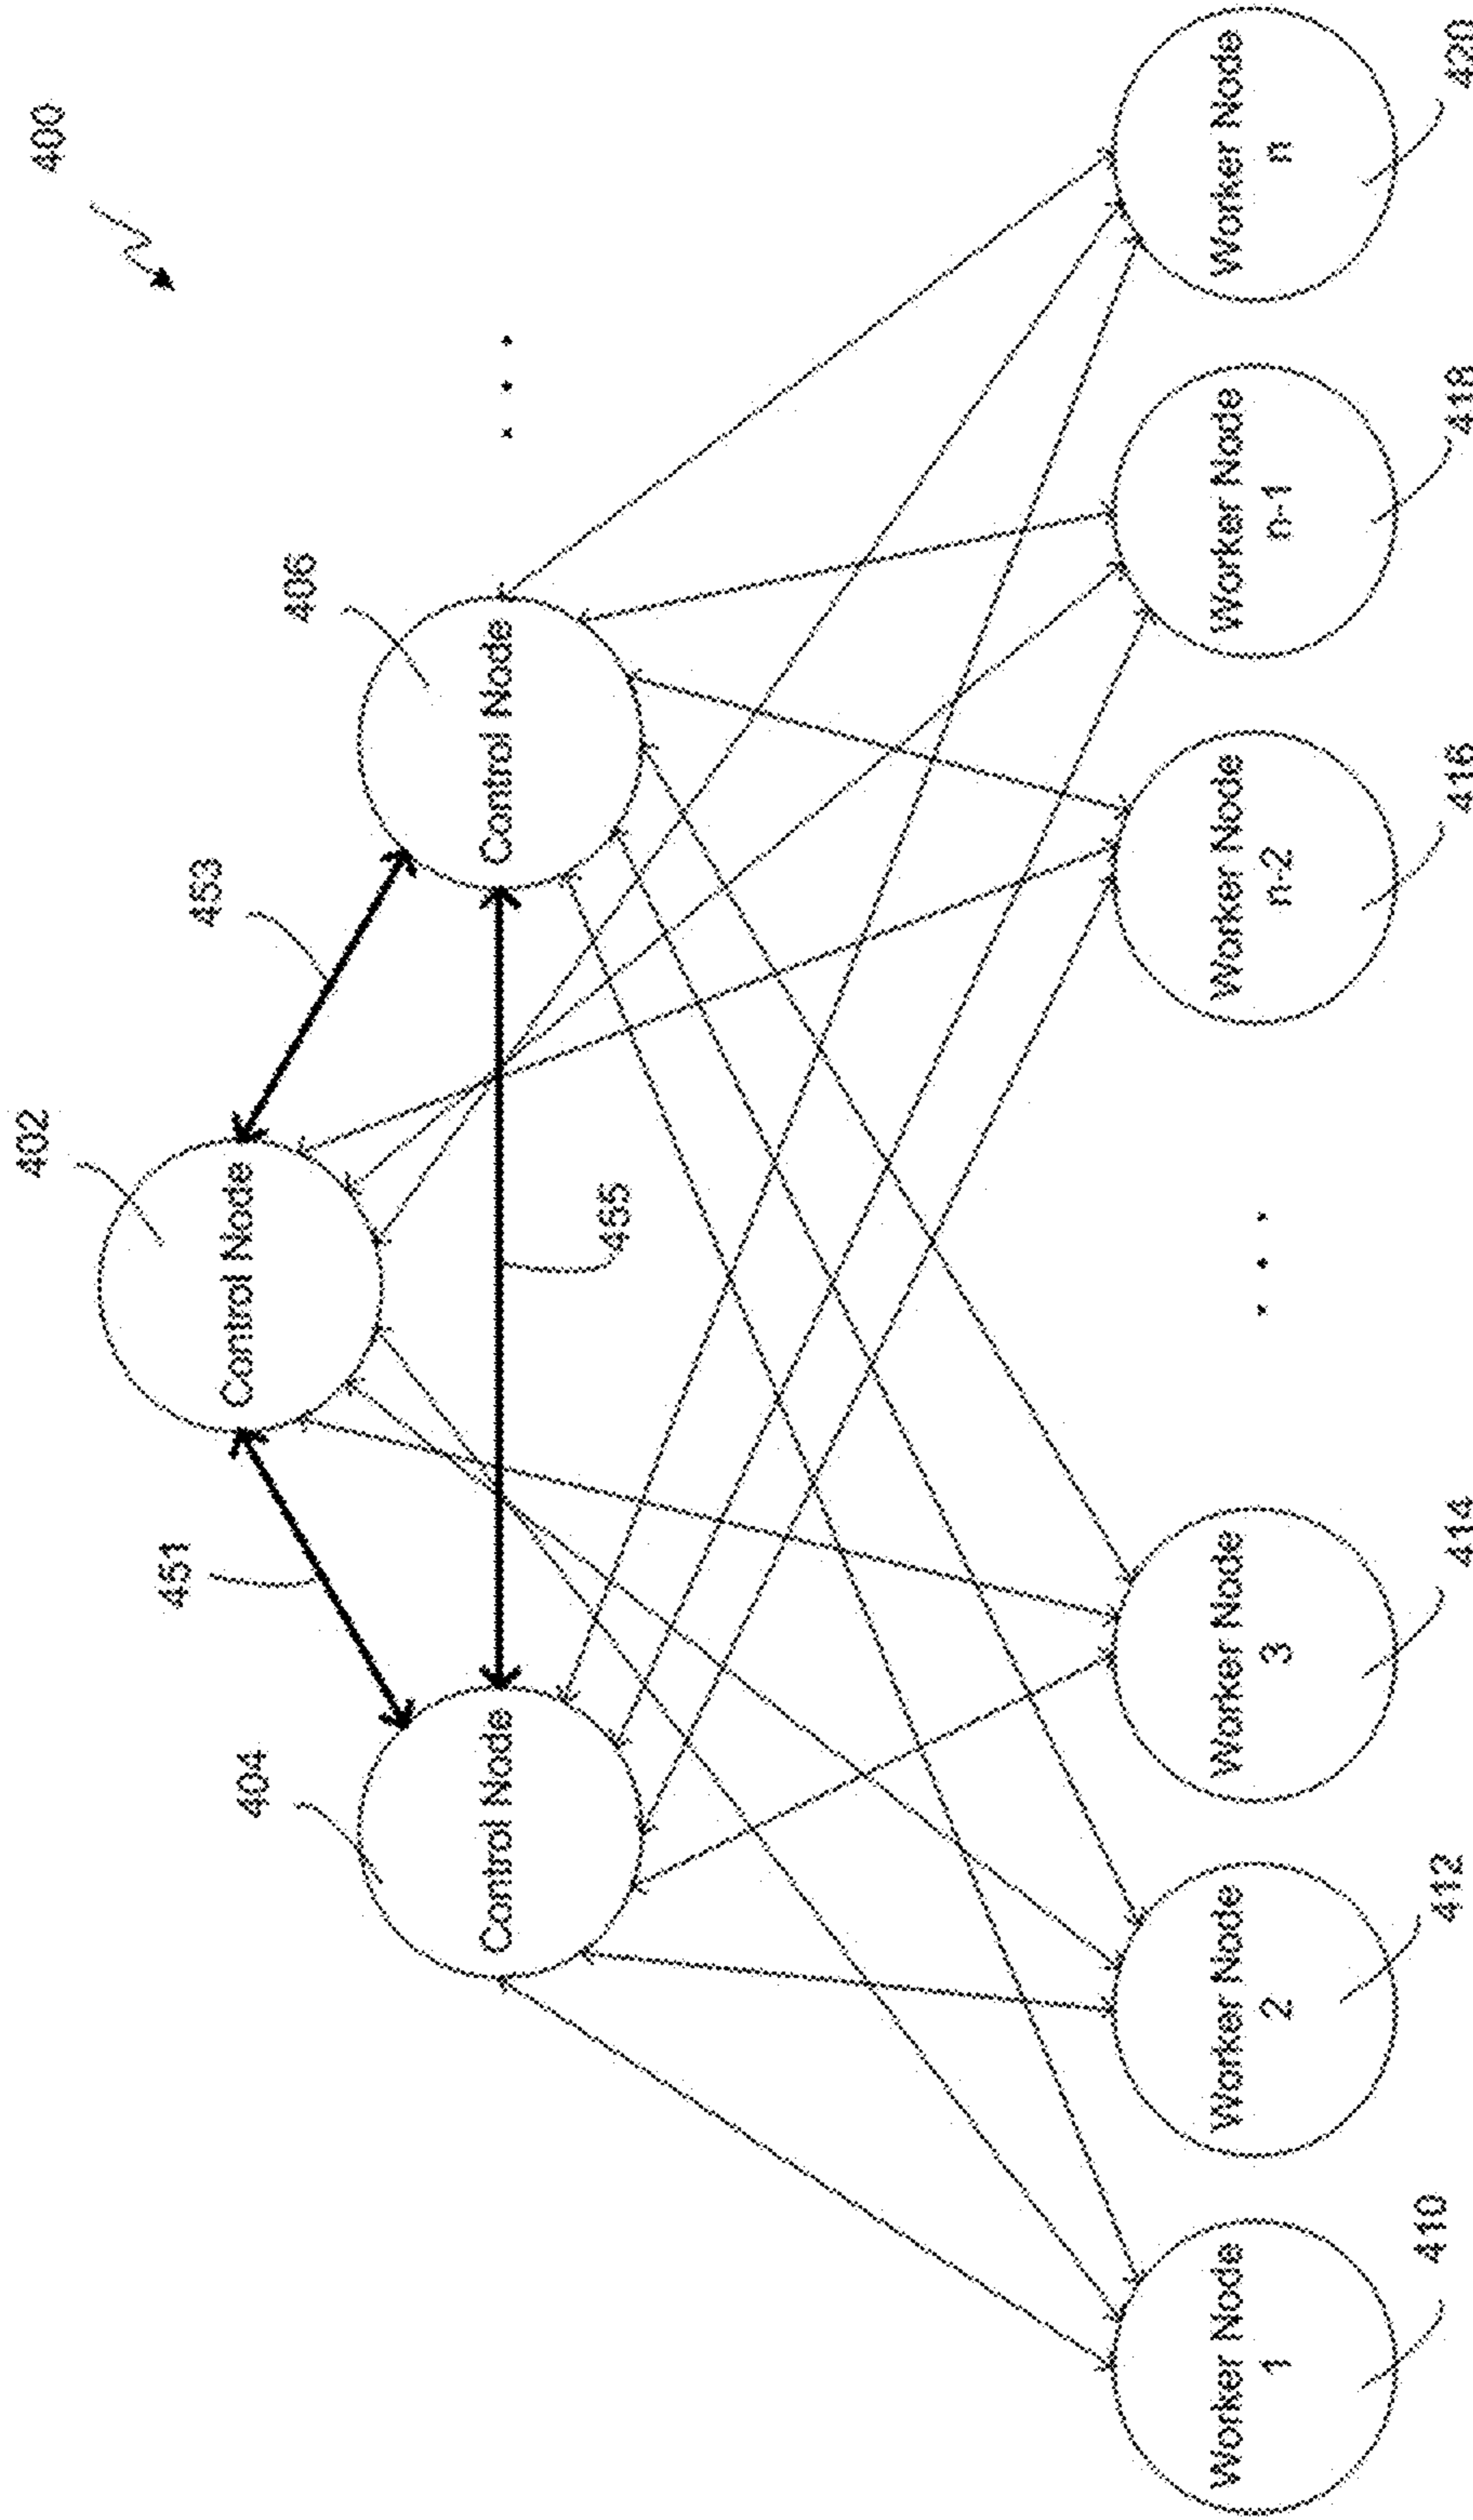 400
402
Control Node
451
453
404
406
Control Node
Control Node
455
. . .
Worker Node
1
Worker Node
2
Worker Node
3
. . .
Worker Node
n-2
Worker Node
n-1
Worker Node
n
410
412
414
416
418
420